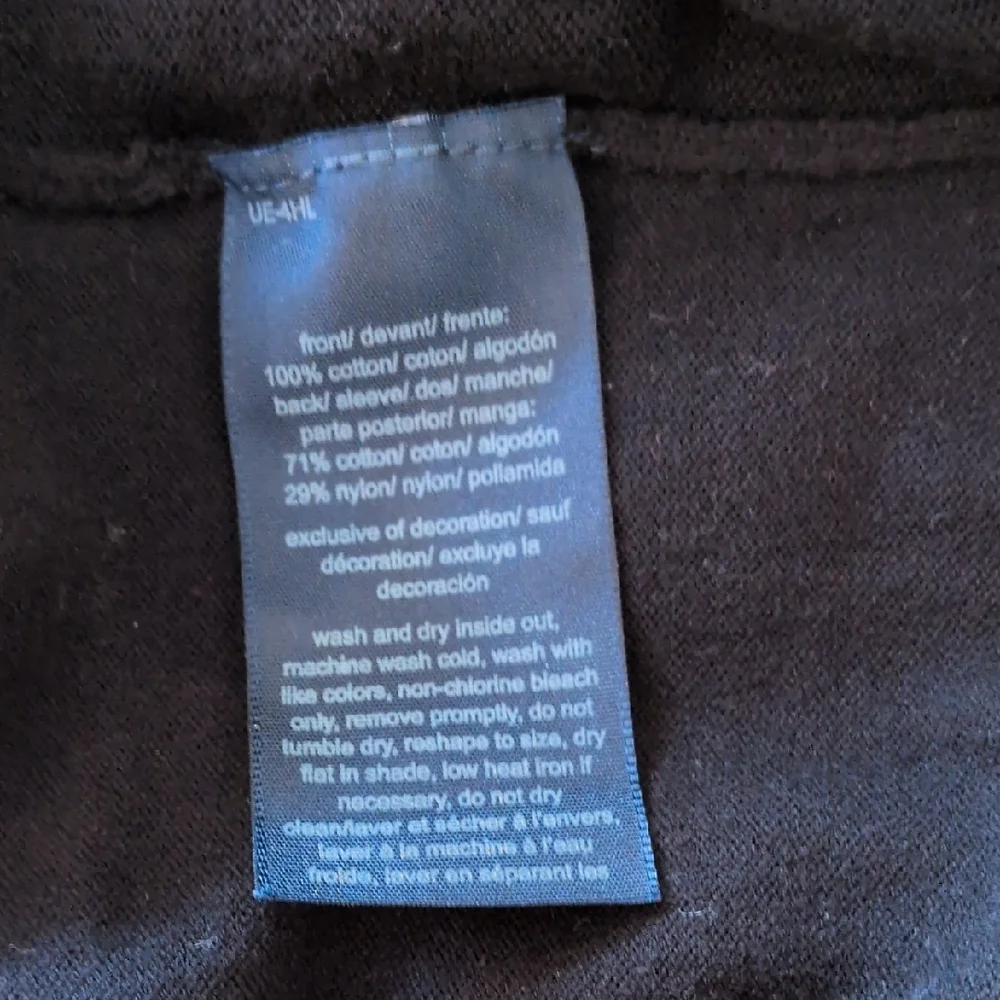 UE-4HL
front/ devant/ frente:
100% cotton/ coton/ algodón
back/ sleeve/ dos/ manche/
parte posterior/ manga:
71% cotton/ coton/ algodón
29% nylon/ nylon/ poliamida
exclusive of decoration/ sauf
décoration/ excluye la
decoración
wash and dry inside out,
machine wash cold, wash with
like colors, non-chlorine bleach
only, remove promptly, do not
tumble dry, reshape to size, dry
flat in shade, low heat iron if
necessary, do not dry
clean/laver et sécher à l'envers,
laver à la machine à l'eau
froide, laver en séparant les